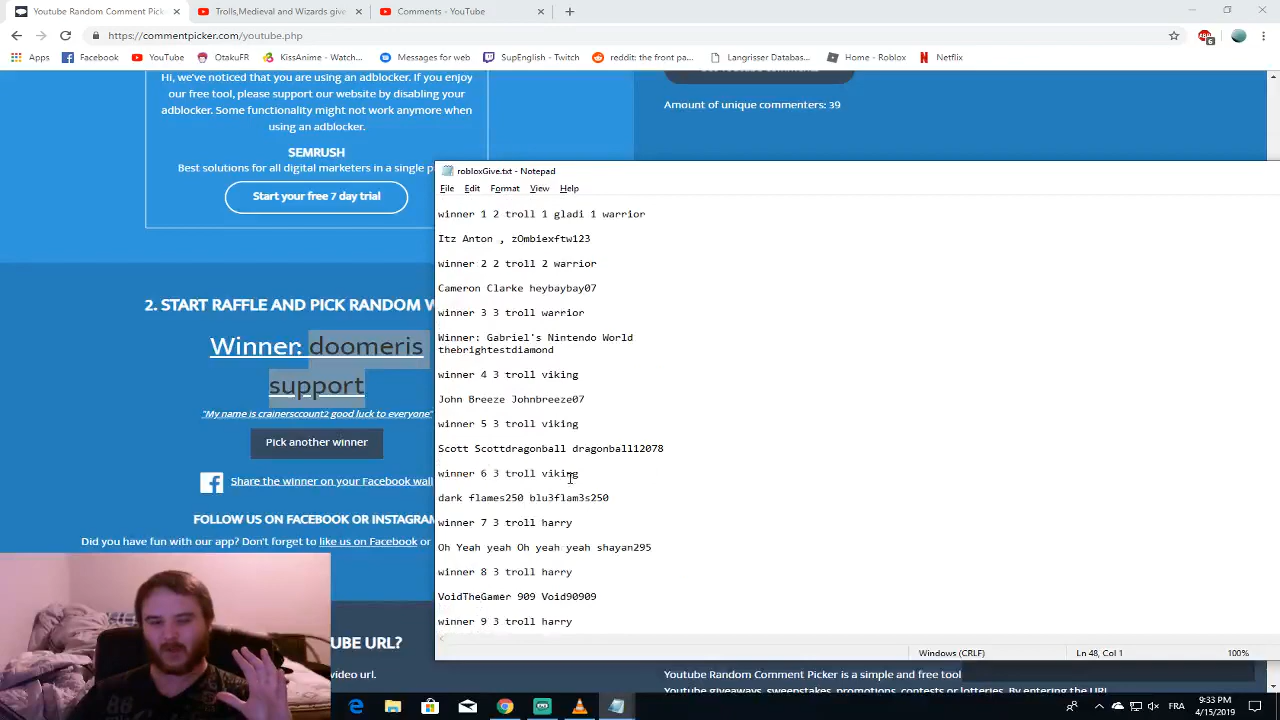 Youtube Random Comment Pick
Trolls,Medieval and Wizards give
Comments - YouTube
https://commentpicker.com/youtube.php
Apps
Facebook
YouTube
OtakuFR
KissAnime - Watch...
Messages for web
SupEnglish - Twitch
reddit: the front pa...
Langrisser Databas...
Home - Roblox
Netflix
Hi, we've noticed that you are using an adblocker. If you enjoy
our free tool, please support our website by disabling your
adblocker. Some functionality might not work anymore when
using an adblocker.
SEMRUSH
Best solutions for all digital marketers in a single p
Start your free 7 day trial
Amount of unique commenters: 39
2. START RAFFLE AND PICK RANDOM W
Winner: doomeris
support
"My name is crainersccount2 good luck to everyone"
Pick another winner
Share the winner on your Facebook wall
FOLLOW US ON FACEBOOK OR INSTAGRAM
Did you have fun with our app? Don't forget to like us on Facebook or
UBE URL?
video url.
robloxGive.txt - Notepad
File Edit Format View Help
winner 1 2 troll 1 gladi 1 warrior
Itz Anton , zOmbiexftw123
winner 2 2 troll 2 warrior
Cameron Clarke heybaybay07
winner 3 3 troll warrior
Winner: Gabriel's Nintendo World
thebrightestdiamond
winner 4 3 troll viking
John Breeze Johnbreeze07
winner 5 3 troll viking
Scott Scottdragonball dragonball12078
winner 6 3 troll viking
dark flames250 blu3flam3s250
winner 7 3 troll harry
Oh Yeah yeah Oh yeah yeah shayan295
winner 8 3 troll harry
VoidTheGamer 909 Void90909
winner 9 3 troll harry
Windows (CRLF)
Ln 48, Col 1
100%
Youtube Random Comment Picker is a simple and free tool
Youtube giveaways, sweepstakes, promotions, contests or lotteries. By entering the URL
FRA
9:33 PM
4/15/2019